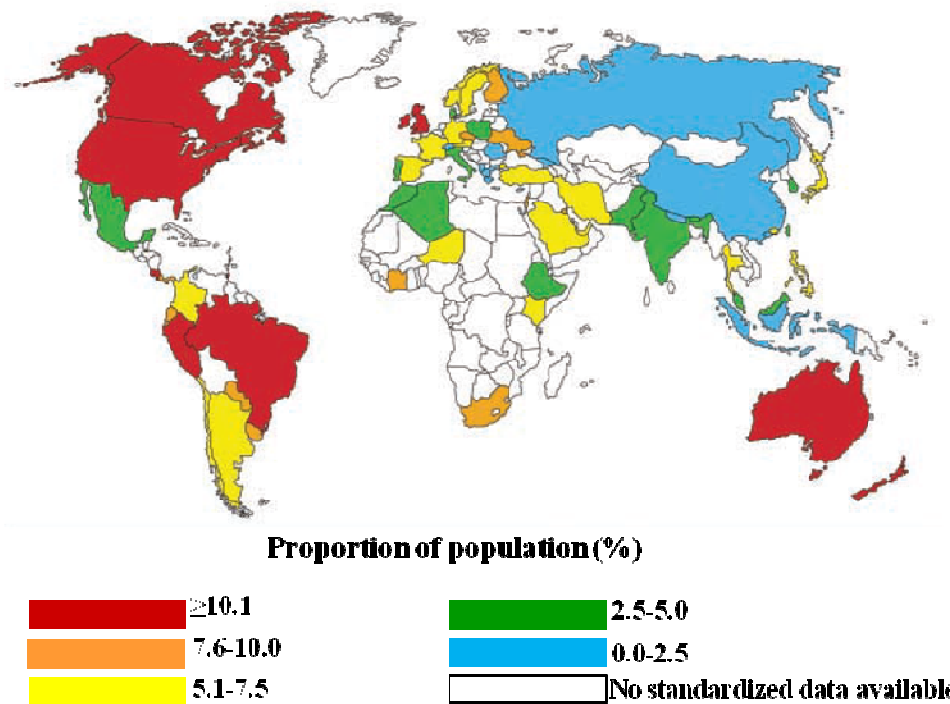 Proportion of population (%)
≥10.1
7.6-10.0
5.1-7.5
2.5-5.0
0.0-2.5
No standardized data available